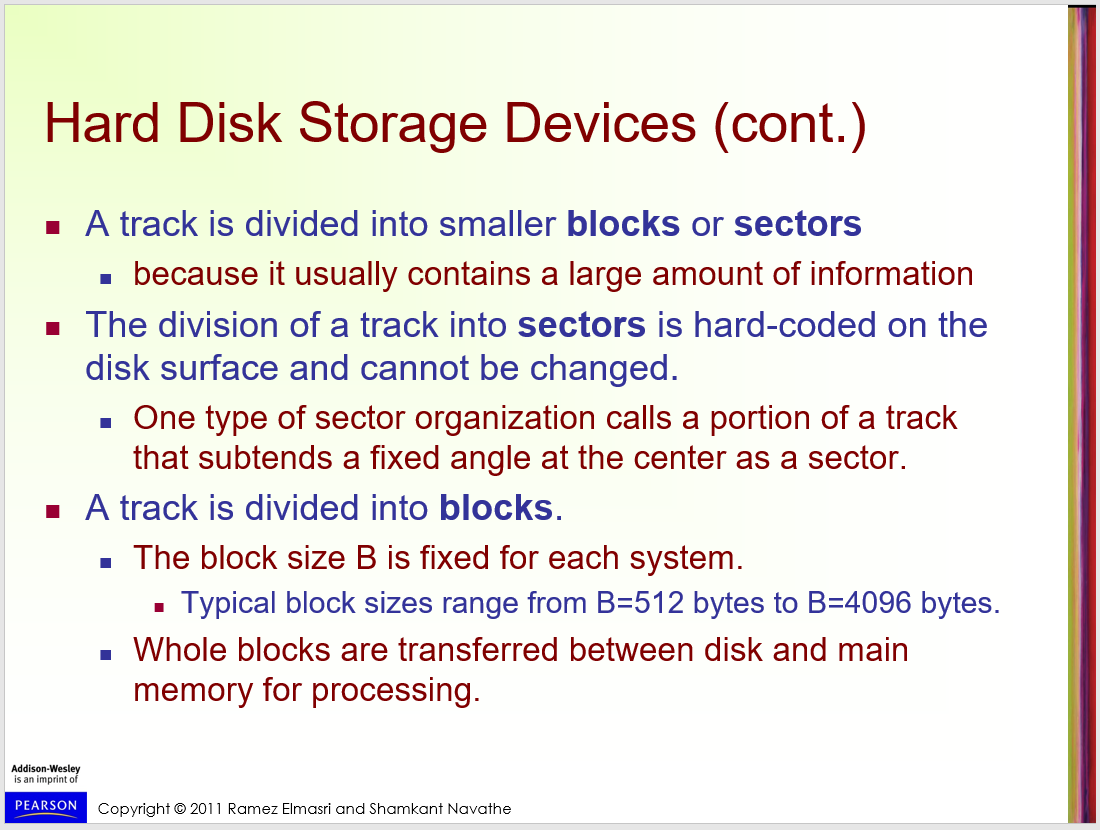 Hard Disk Storage Devices (cont.)
A track is divided into smaller blocks or sectors
because it usually contains a large amount of information
The division of a track into sectors is hard-coded on the
disk surface and cannot be changed.
One type of sector organization calls a portion of a track
that subtends a fixed angle at the center as a sector.
A track is divided into blocks.
The block size B is fixed for each system.
Typical block sizes range from B=512 bytes to B=4096 bytes.
Whole blocks are transferred between disk and main
memory for processing.
Addison-Wesley
is an imprint of
PEARSON
Copyright © 2011 Ramez Elmasri and Shamkant Navathe